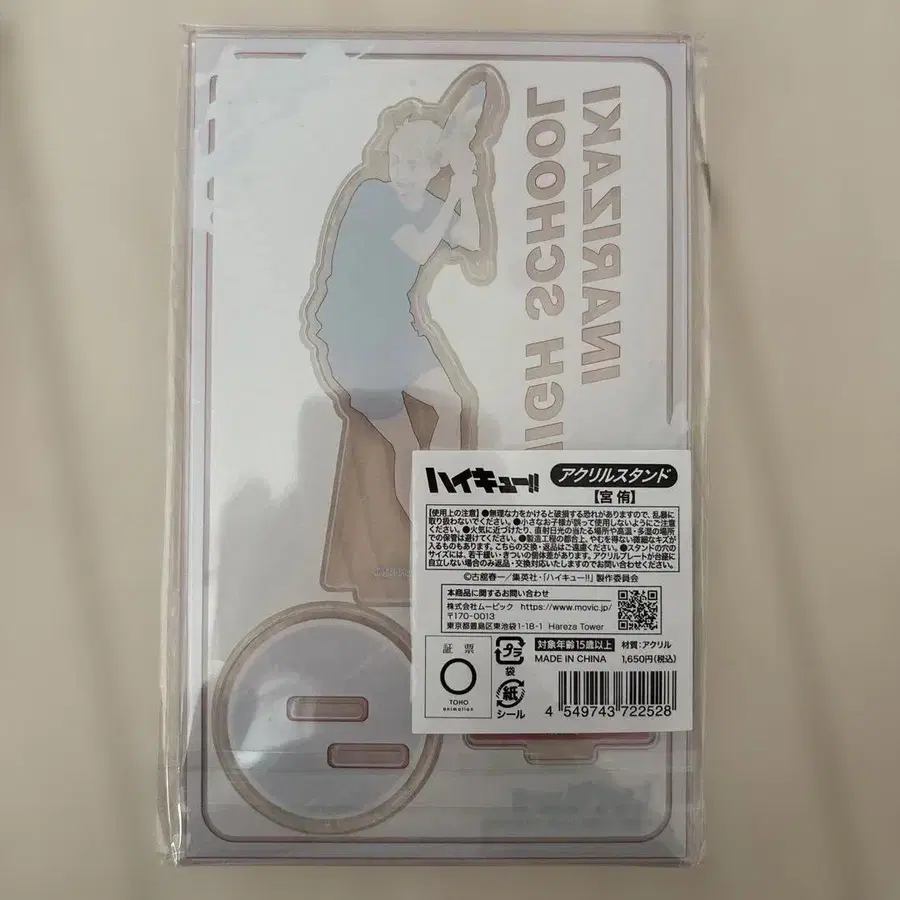 INARIZAKI
HIGH SCHOOL
ハイキュー!!
アクリルスタンド
【宮 侑】
【使用上の注意】●無理な力をかけると破損する恐れがありますので、乱暴に
取り扱わないでください。●小さなお子様が誤って使用しないようにご注意
ください。●火気に近づけたり、直射日光の当たる場所や高温・多湿の場所
での保管は避けてください。●製造工程の都合上、やむを得ない微細なキズが
入るものもあります。こちらの交換・返品はご遠慮ください。●スタンドの穴の
サイズには、若干緩い・きついの個体差があります。アクリルプレートが台座に
自立しない場合のみ返品・交換対応いたしますのでお問い合わせください。
©古舘春一／集英社・「ハイキュー!!」製作委員会
本商品に関するお問い合わせ
株式会社ムービック https://www.movic.jp/
〒170-0013
東京都豊島区東池袋1-18-1 Hareza Tower
証票
TOHO
animation
プラ
袋
紙
シール
対象年齢15歳以上
材質:アクリル
MADE IN CHINA
1,650円(税込)
4 549743 722528